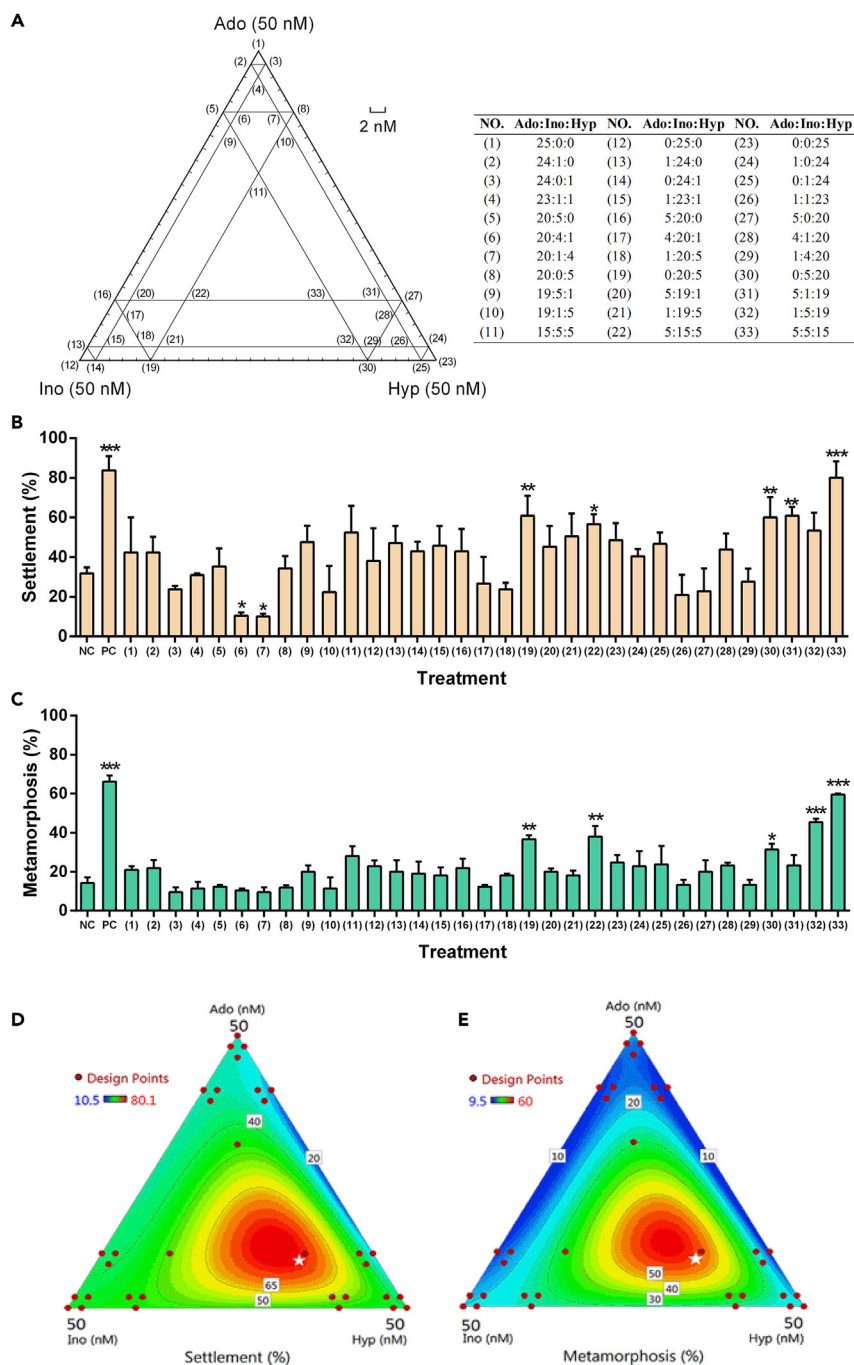 A
Ado (50 nM)
(1)
(2) (3)
(4)
(5) (8)
(6) (7)
(9) (10)
(11)
2 nM
(16) (20) (22) (33) (31) (27)
(17) (28)
(13) (15) (18) (21) (32) (29) (26) (24)
(12) (14) (19) (30) (25) (23)
Ino (50 nM) Hyp (50 nM)
NO. Ado:Ino:Hyp NO. Ado:Ino:Hyp NO. Ado:Ino:Hyp
(1) 25:0:0 (12) 0:25:0 (23) 0:0:25
(2) 24:1:0 (13) 1:24:0 (24) 1:0:24
(3) 24:0:1 (14) 0:24:1 (25) 0:1:24
(4) 23:1:1 (15) 1:23:1 (26) 1:1:23
(5) 20:5:0 (16) 5:20:0 (27) 5:0:20
(6) 20:4:1 (17) 4:20:1 (28) 4:1:20
(7) 20:1:4 (18) 1:20:5 (29) 1:4:20
(8) 20:0:5 (19) 0:20:5 (30) 0:5:20
(9) 19:5:1 (20) 5:19:1 (31) 5:1:19
(10) 19:1:5 (21) 1:19:5 (32) 1:5:19
(11) 15:5:5 (22) 5:15:5 (33) 5:5:15
B
Settlement (%)
100
80
60
40
20
0
*** * * ** * ** ** ***
NC PC (1) (2) (3) (4) (5) (6) (7) (8) (9) (10) (11) (12) (13) (14) (15) (16) (17) (18) (19) (20) (21) (22) (23) (24) (25) (26) (27) (28) (29) (30) (31) (32) (33)
Treatment
C
Metamorphosis (%)
100
80
60
40
20
0
*** ** ** * *** ***
NC PC (1) (2) (3) (4) (5) (6) (7) (8) (9) (10) (11) (12) (13) (14) (15) (16) (17) (18) (19) (20) (21) (22) (23) (24) (25) (26) (27) (28) (29) (30) (31) (32) (33)
Treatment
D
Ado (nM)
50
Design Points
10.5 80.1
40
20
65
50
50 50
Ino (nM) Hyp (nM)
Settlement (%)
E
Ado (nM)
50
Design Points
9.5 60
20
10 10
50
40
30
50 50
Ino (nM) Hyp (nM)
Metamorphosis (%)